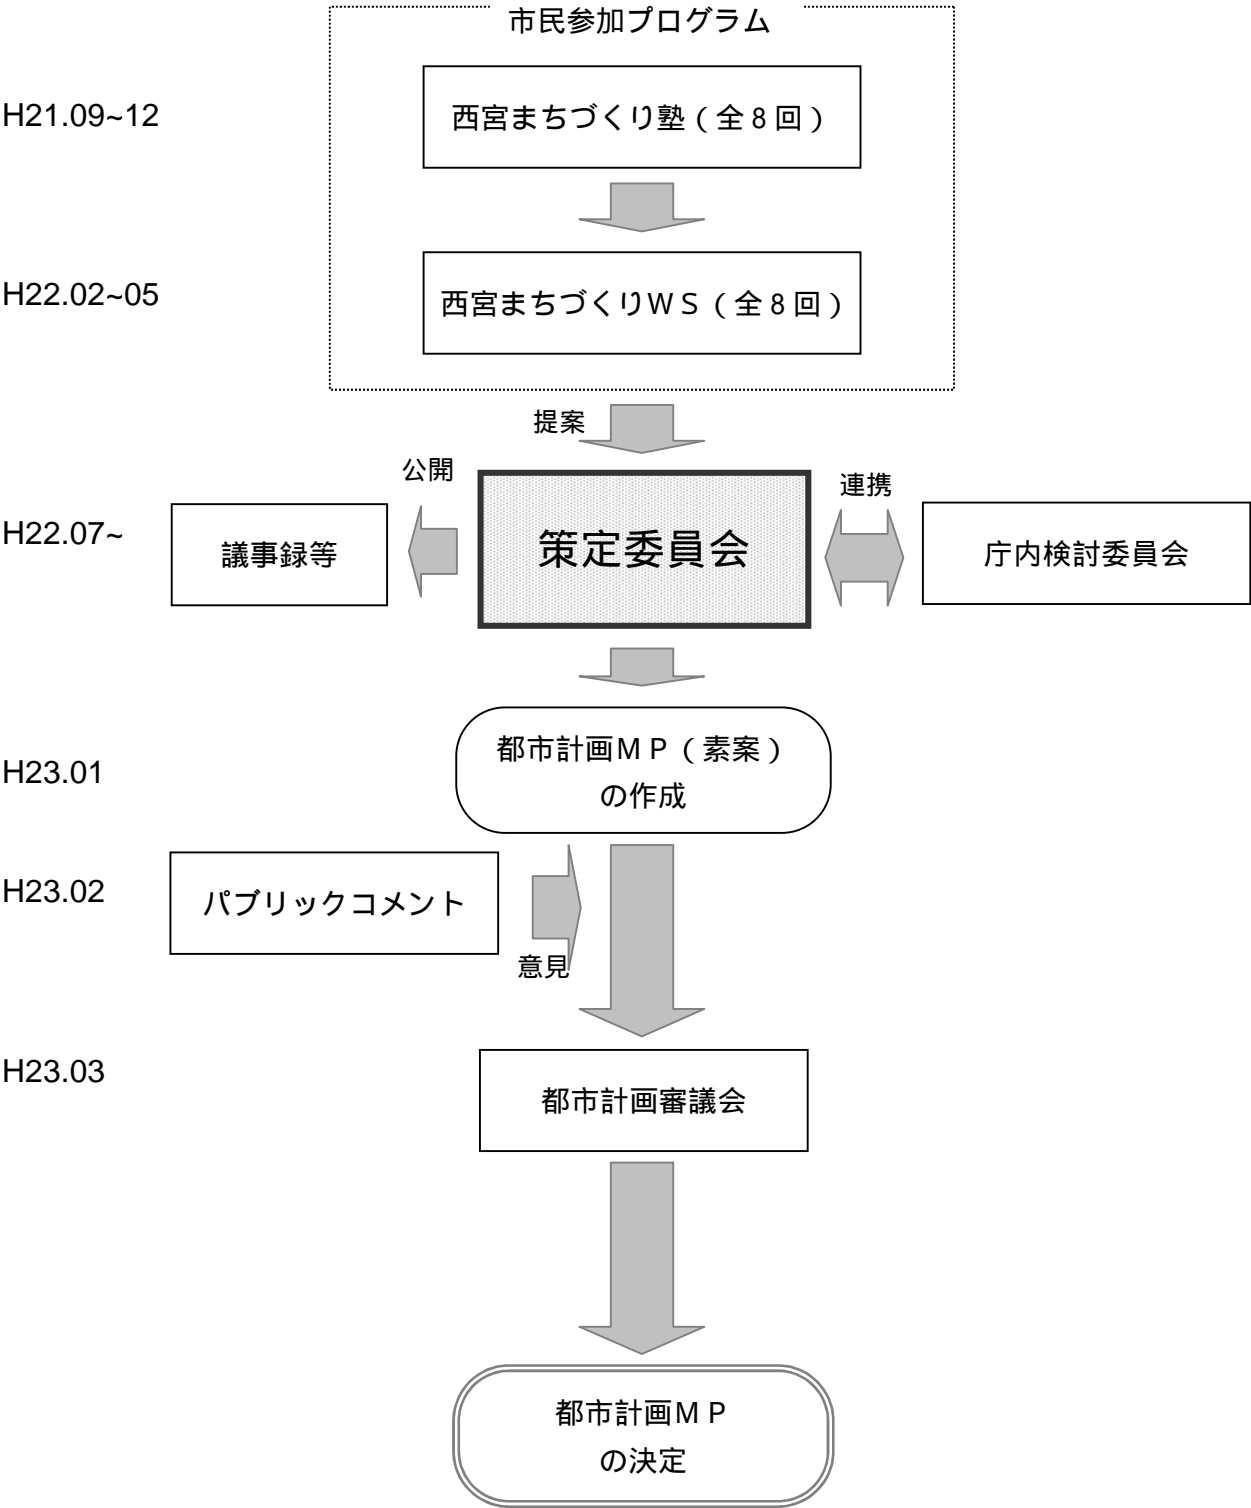 市民参加プログラム
H21.09~12
西宮まちづくり塾（全８回）
H22.02~05
西宮まちづくりＷＳ（全８回）
提案
公開
連携
H22.07~
議事録等
策定委員会
庁内検討委員会
H23.01
都市計画ＭＰ（素案）
の作成
H23.02
パブリックコメント
意見
H23.03
都市計画審議会
都市計画ＭＰ
の決定